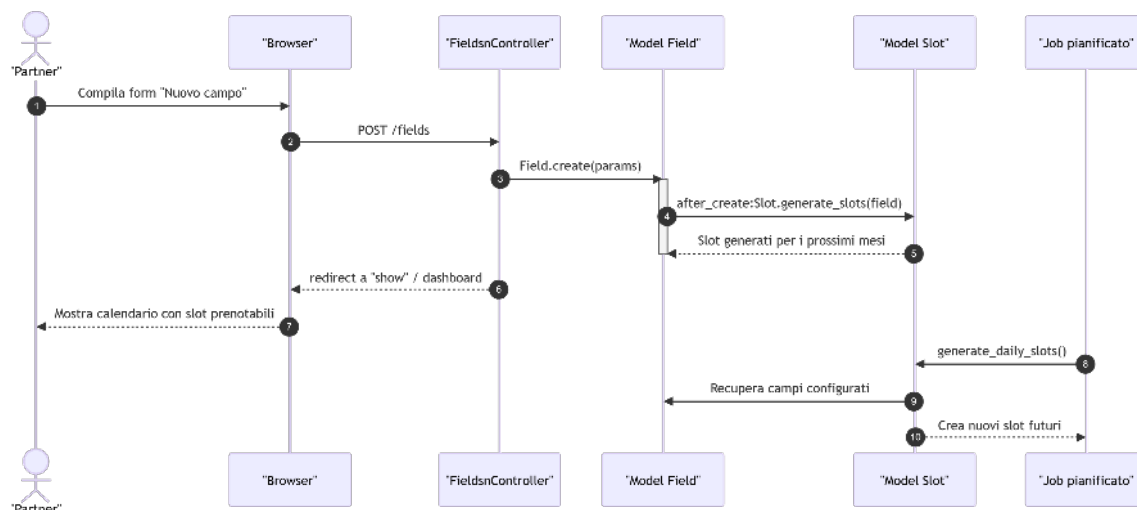 "Partner"
"Browser"
"FieldsnController"
"Model Field"
"Model Slot"
"Job pianificato"
1
Compila form "Nuovo campo"
2
POST /fields
3
Field.create(params)
4
after_create:Slot.generate_slots(field)
Slot generati per i prossimi mesi
5
redirect a "show" / dashboard
6
Mostra calendario con slot prenotabili
7
generate_daily_slots()
8
Recupera campi configurati
9
10
Crea nuovi slot futuri
"Partner"
"Browser"
"FieldsnController"
"Model Field"
"Model Slot"
"Job pianificato"